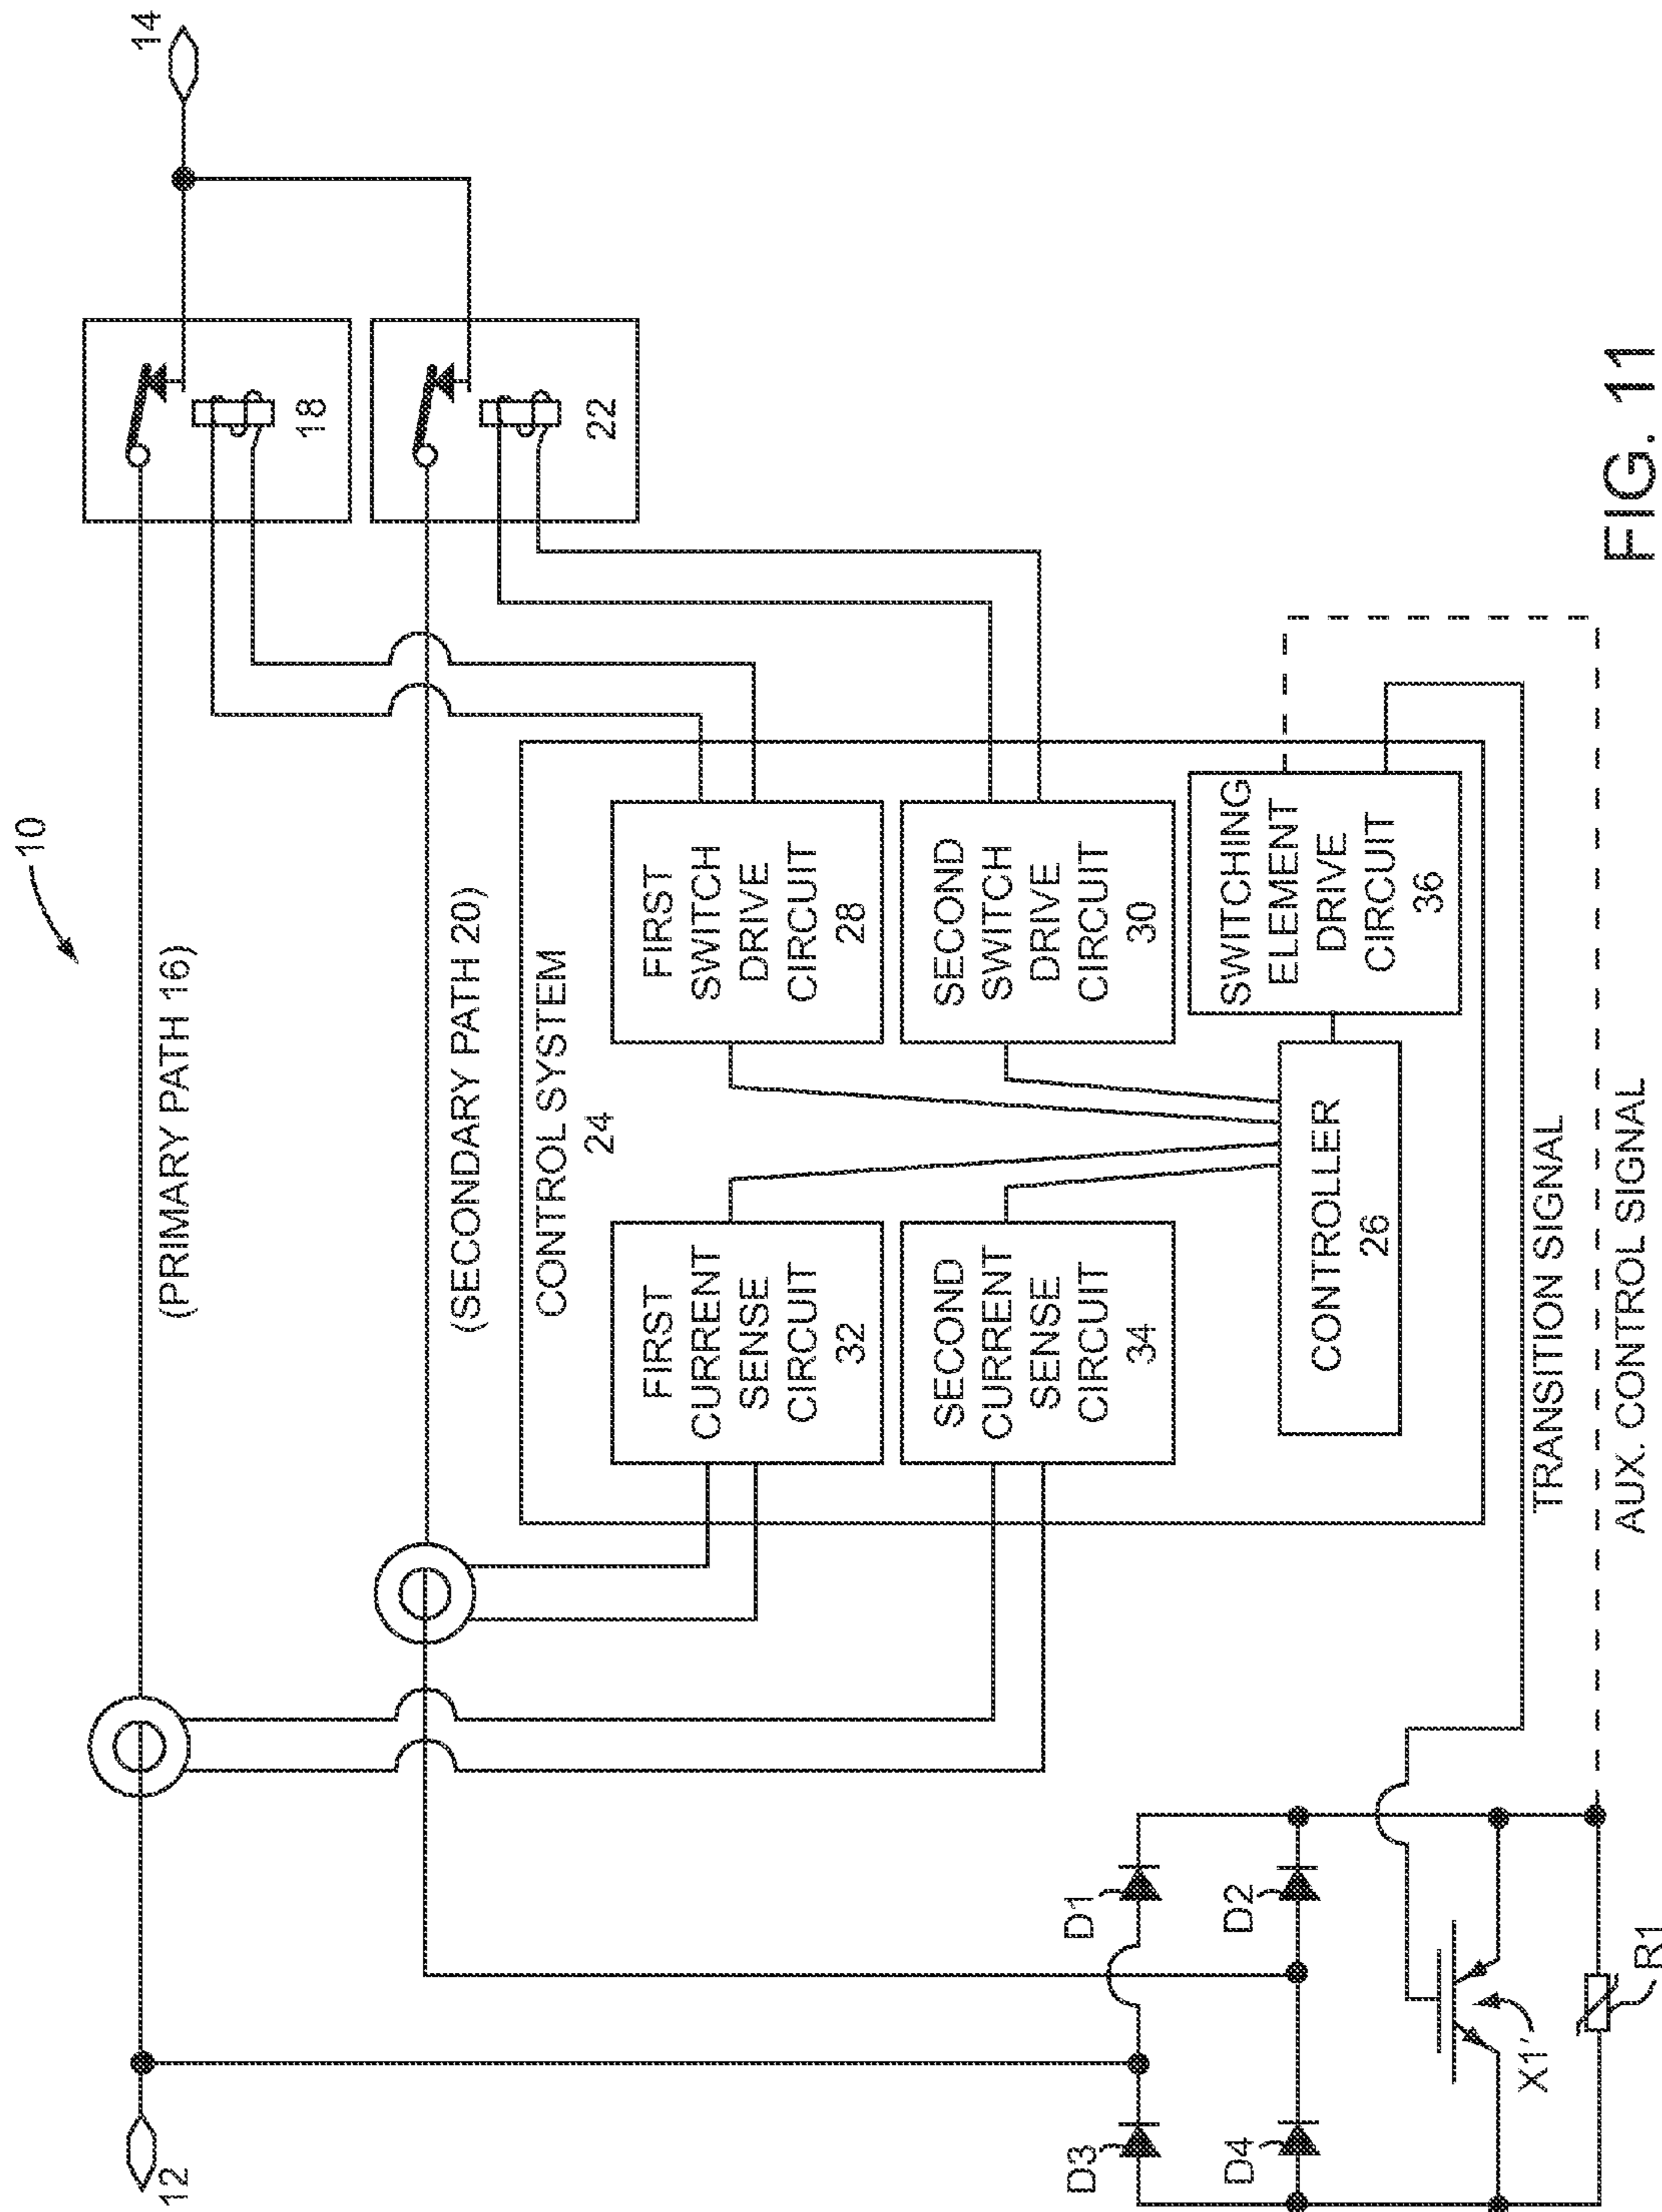 10
14
(PRIMARY PATH 16)
18
(SECONDARY PATH 20)
22
CONTROL SYSTEM
24
FIRST
CURRENT
SENSE
CIRCUIT
32
FIRST
SWITCH
DRIVE
CIRCUIT
28
SECOND
CURRENT
SENSE
CIRCUIT
34
SECOND
SWITCH
DRIVE
CIRCUIT
30
CONTROLLER
26
SWITCHING
ELEMENT
DRIVE
CIRCUIT
36
12
D1
D3
D2
D4
X1'
R1
TRANSITION SIGNAL
AUX. CONTROL SIGNAL
FIG. 11